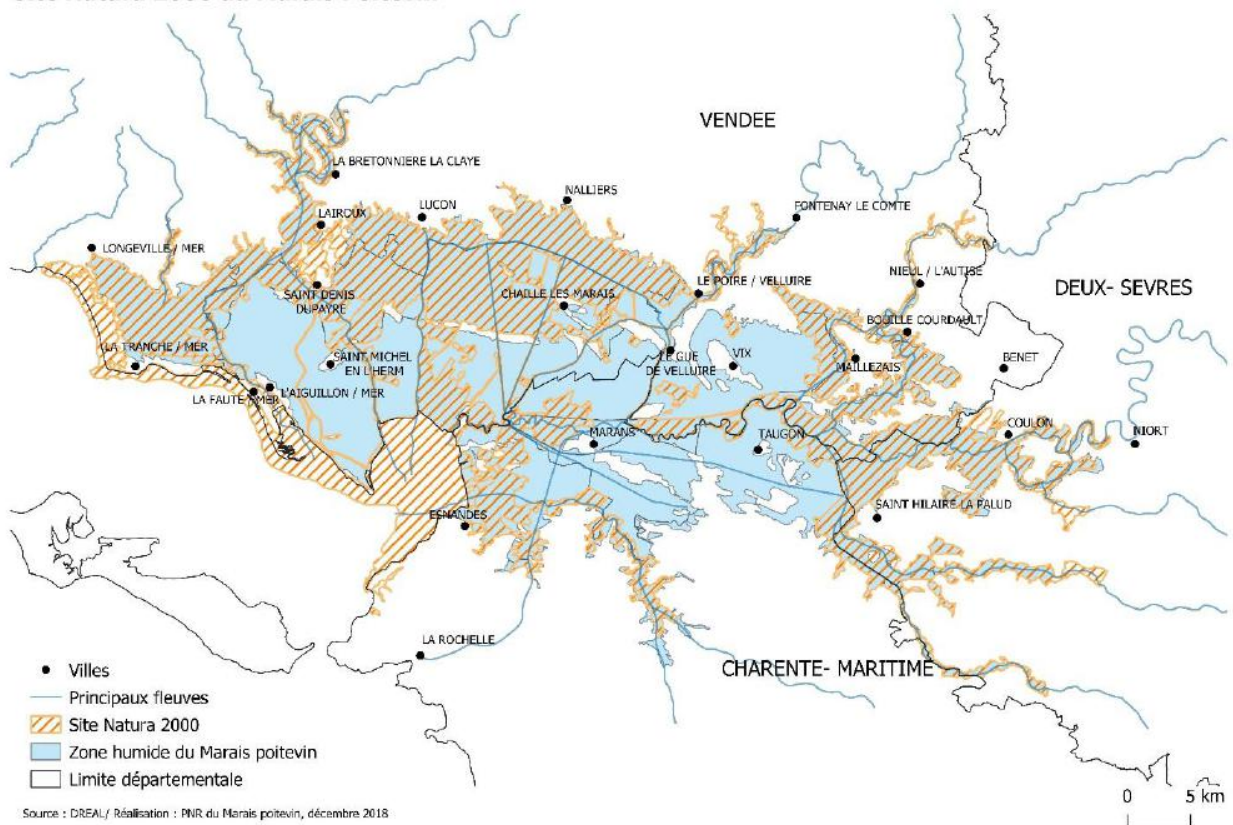 VENDEE
LA BRETONNIERE LA CLAYE
NALLIERS
LUCON
FONTENAY LE COMTE
LAIROUX
LONGEVILLE / MER
NIEUL / L'AUTISE
LE POIRE / VELLUIRE
DEUX- SEVRES
SAINT DENIS
DUPAYRE
CHAILLE LES MARAIS
BOUILLE COURDAULT
LA TRANCHE / MER
SAINT MICHEL
EN L'HERM
LE GUE
DE VELLUIRE
VIX
MAILLEZAIS
BENET
L'AIGUILLON / MER
LA FAUTE / MER
MARANS
TAUGON
COULON
NIORT
ESNANDES
SAINT HILAIRE LA PALUD
LA ROCHELLE
CHARENTE- MARITIME
Villes
Principaux fleuves
Site Natura 2000
Zone humide du Marais poitevin
Limite départementale
Source : DREAL/ Réalisation : PNR du Marais poitevin, décembre 2018
0 5 km